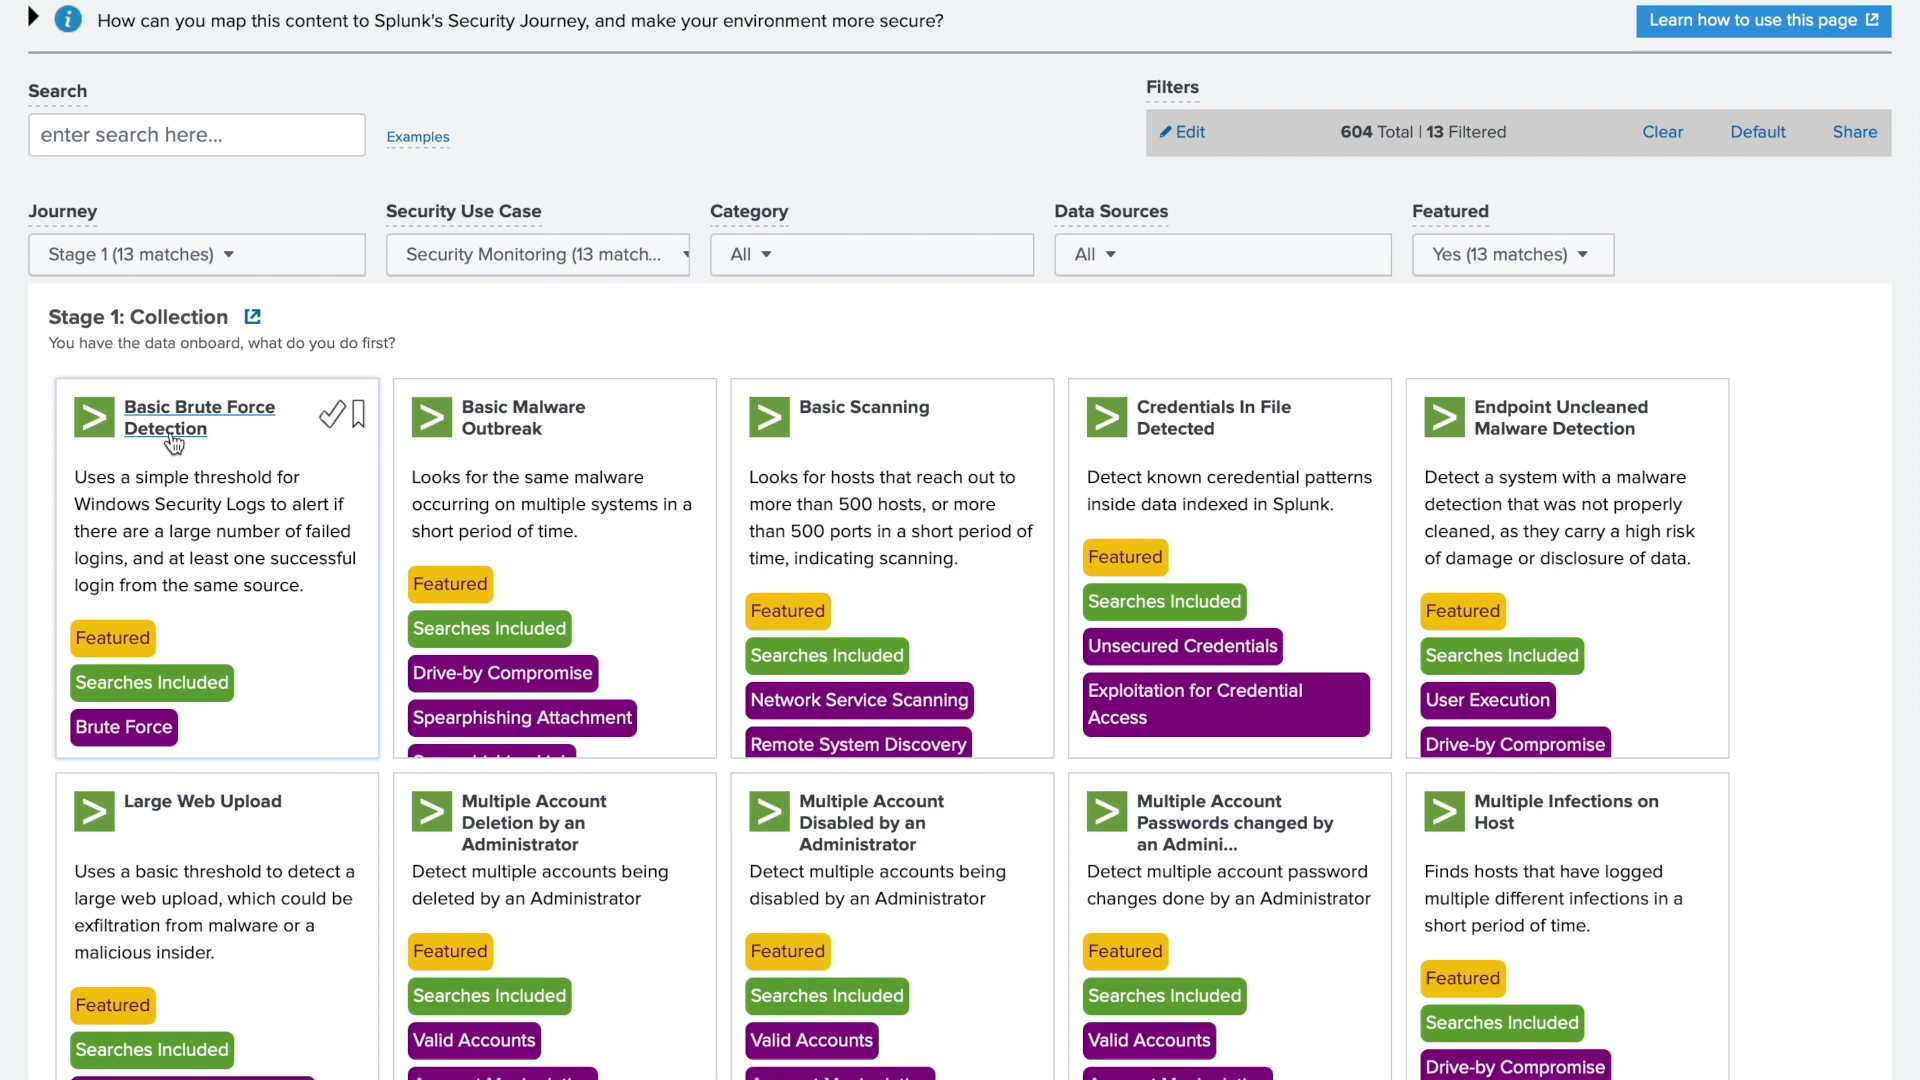 How can you map this content to Splunk's Security Journey, and make your environment more secure?
Learn how to use this page
Search
Filters
enter search here...
Examples
Edit
604 Total | 13 Filtered
Clear
Default
Share
Journey
Security Use Case
Category
Data Sources
Featured
Stage 1 (13 matches)
Security Monitoring (13 match...
All
All
Yes (13 matches)
Stage 1: Collection
You have the data onboard, what do you do first?
Basic Brute Force
Detection
Uses a simple threshold for
Windows Security Logs to alert if
there are a large number of failed
logins, and at least one successful
login from the same source.
Featured
Searches Included
Brute Force
Basic Malware
Outbreak
Looks for the same malware
occurring on multiple systems in a
short period of time.
Featured
Searches Included
Drive-by Compromise
Spearphishing Attachment
Basic Scanning
Looks for hosts that reach out to
more than 500 hosts, or more
than 500 ports in a short period of
time, indicating scanning.
Featured
Searches Included
Network Service Scanning
Remote System Discovery
Credentials In File
Detected
Detect known ceredential patterns
inside data indexed in Splunk.
Featured
Searches Included
Unsecured Credentials
Exploitation for Credential
Access
Endpoint Uncleaned
Malware Detection
Detect a system with a malware
detection that was not properly
cleaned, as they carry a high risk
of damage or disclosure of data.
Featured
Searches Included
User Execution
Drive-by Compromise
Large Web Upload
Uses a basic threshold to detect a
large web upload, which could be
exfiltration from malware or a
malicious insider.
Featured
Searches Included
Multiple Account
Deletion by an
Administrator
Detect multiple accounts being
deleted by an Administrator
Featured
Searches Included
Valid Accounts
Multiple Account
Disabled by an
Administrator
Detect multiple accounts being
disabled by an Administrator
Featured
Searches Included
Valid Accounts
Multiple Account
Passwords changed by
an Admini...
Detect multiple account password
changes done by an Administrator
Featured
Searches Included
Valid Accounts
Multiple Infections on
Host
Finds hosts that have logged
multiple different infections in a
short period of time.
Featured
Searches Included
Drive-by Compromise